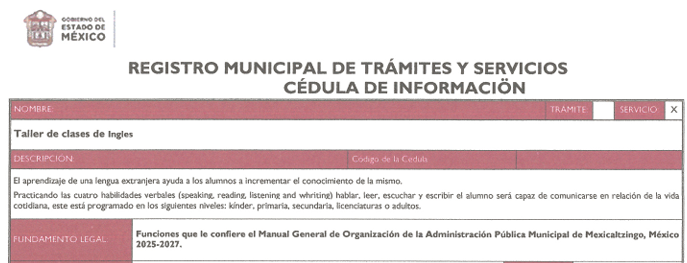 GOBIERNO DEL
ESTADO DE
MÉXICO
REGISTRO MUNICIPAL DE TRÁMITES Y SERVICIOS
CÉDULA DE INFORMACIÖN
NOMBRE: TRÁMITE: SERVICIO: X
Taller de clases de Ingles
DESCRIPCIÓN: Código de la Cedula
El aprendizaje de una lengua extranjera ayuda a los alumnos a incrementar el conocimiento de la mismo.
Practicando las cuatro habilidades verbales (speaking, reading, listening and whriting) hablar, leer, escuchar y escribir el alumno será capaz de comunicarse en relación de la vida
cotidiana, este está programado en los siguientes niveles: kínder, primaria, secundaria, licenciaturas o adultos.
FUNDAMENTO LEGAL: Funciones que le confiere el Manual General de Organización de la Administración Pública Municipal de Mexicaltzingo, México
2025-2027.